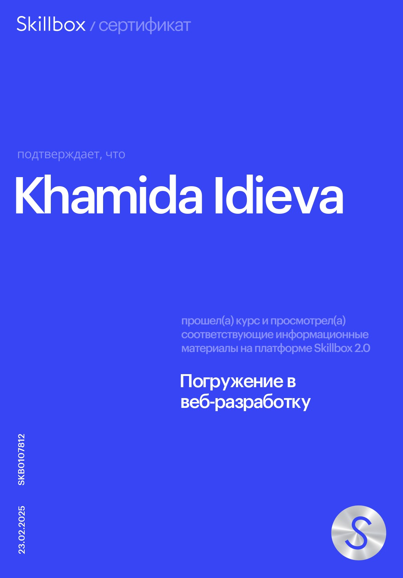 Skillbox / сертификат
подтверждает, что
Khamida Idieva
прошел(а) курс и просмотрел(а)
соответствующие информационные
материалы на платформе Skillbox 2.0
Погружение в
веб-разработку
SKB0107812
23.02.2025
S